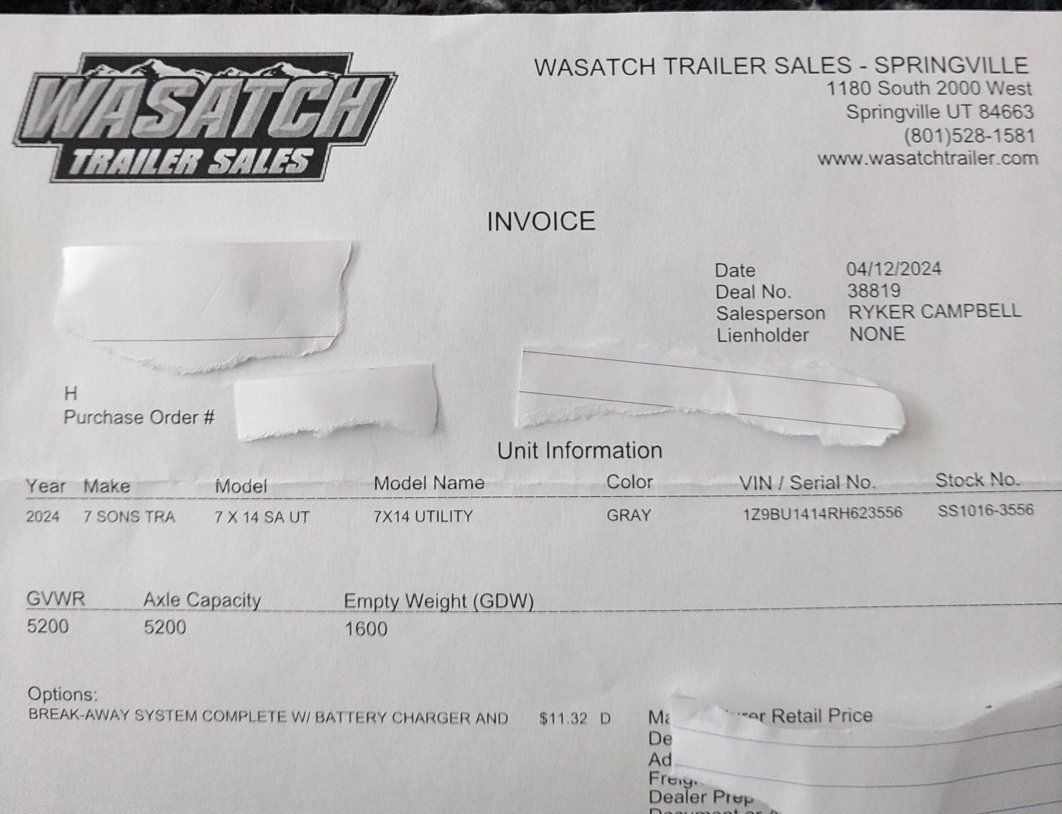 WASATCH
TRAILER SALES
WASATCH TRAILER SALES - SPRINGVILLE
1180 South 2000 West
Springville UT 84663
(801)528-1581
www.wasatchtrailer.com
INVOICE
Date 04/12/2024
Deal No. 38819
Salesperson RYKER CAMPBELL
Lienholder NONE
H
Purchase Order #
Unit Information
Year Make Model Model Name Color VIN / Serial No. Stock No.
2024 7 SONS TRA 7 X 14 SA UT 7X14 UTILITY GRAY 1Z9BU1414RH623556 SS1016-3556
GVWR Axle Capacity Empty Weight (GDW)
5200 5200 1600
Options:
BREAK-AWAY SYSTEM COMPLETE W/ BATTERY CHARGER AND $11.32 D
Retail Price
Dealer Prep